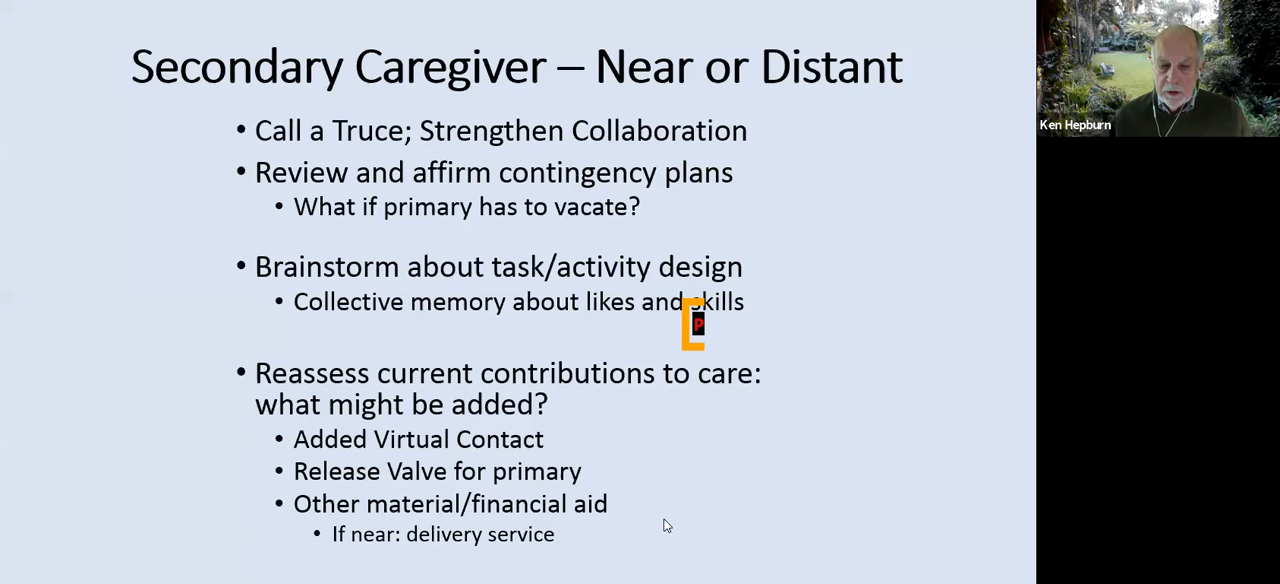 Secondary Caregiver – Near or Distant
• Call a Truce; Strengthen Collaboration
• Review and affirm contingency plans
• What if primary has to vacate?
• Brainstorm about task/activity design
• Collective memory about likes and skills
P
• Reassess current contributions to care:
what might be added?
• Added Virtual Contact
• Release Valve for primary
• Other material/financial aid
• If near: delivery service
Ken Hepburn